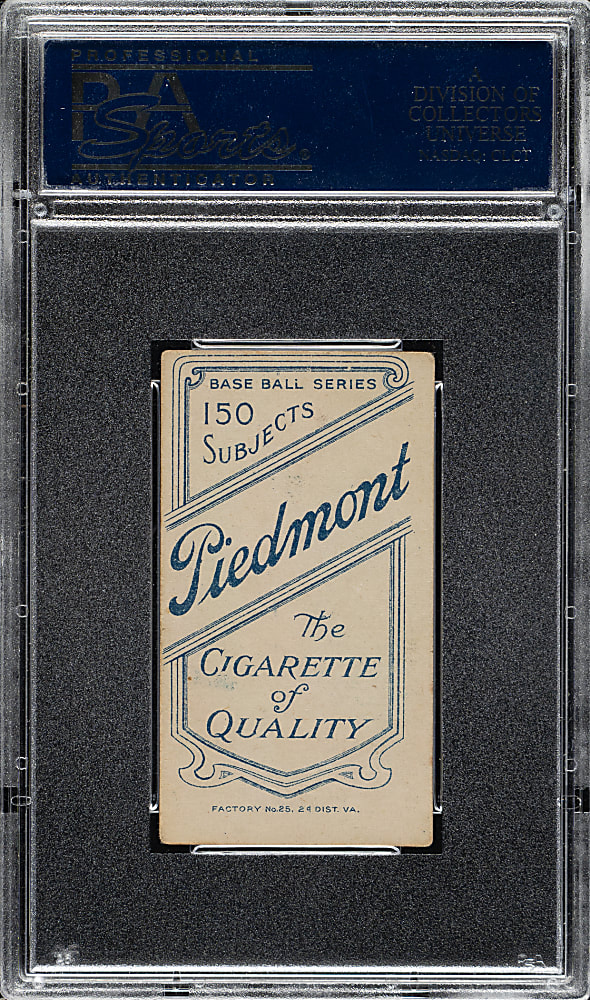 PROFESSIONAL
PSA
Sports.
AUTHENTICATOR
A
DIVISION OF
COLLECTORS
UNIVERSE
NASDAQ: CLCT
BASE BALL SERIES
150
SUBJECTS
Piedmont
The
CIGARETTE
of
QUALITY
FACTORY No.25, 2d DIST. VA.
PSA